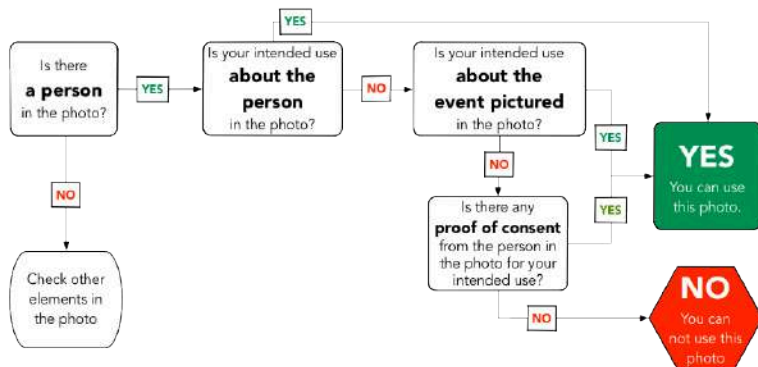 Is there
a person
in the photo?
YES
NO
Check other
elements in
the photo
Is your intended use
about the
person
in the photo?
YES
NO
Is your intended use
about the
event pictured
in the photo?
YES
NO
Is there any
proof of consent
from the person in
the photo for your
intended use?
YES
NO
YES
You can use
this photo.
NO
You can
not use this
photo